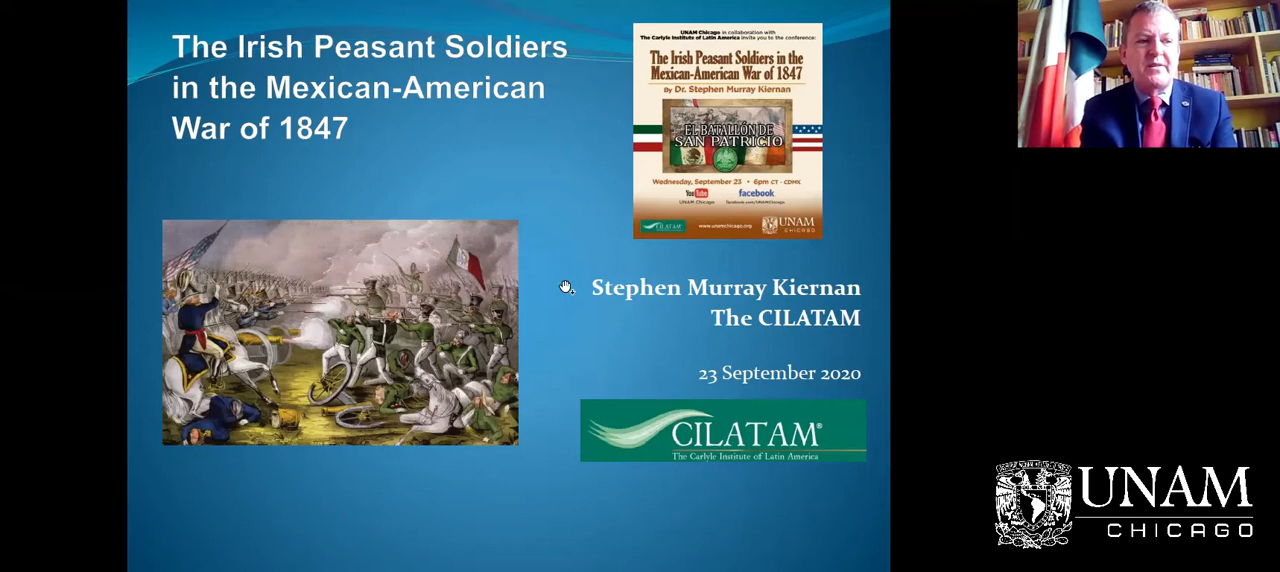 The Irish Peasant Soldiers
in the Mexican-American
War of 1847
UNAM Chicago in collaboration with
The Carlyle Institute of Latin America invite you to the conference:
The Irish Peasant Soldiers in the
Mexican-American War of 1847
By Dr. Stephen Murray Kiernan
EL BATALLÓN DE
SAN PATRICIO
Wednesday, September 23 • 6pm CT - CDMX
YouTube
UNAM Chicago
facebook
facebook.com/UNAMChicago
CILATAM
www.unamchicago.org
UNAM
CHICAGO
Stephen Murray Kiernan
The CILATAM
23 September 2020
CILATAM®
The Carlyle Institute of Latin America
UNAM
CHICAGO